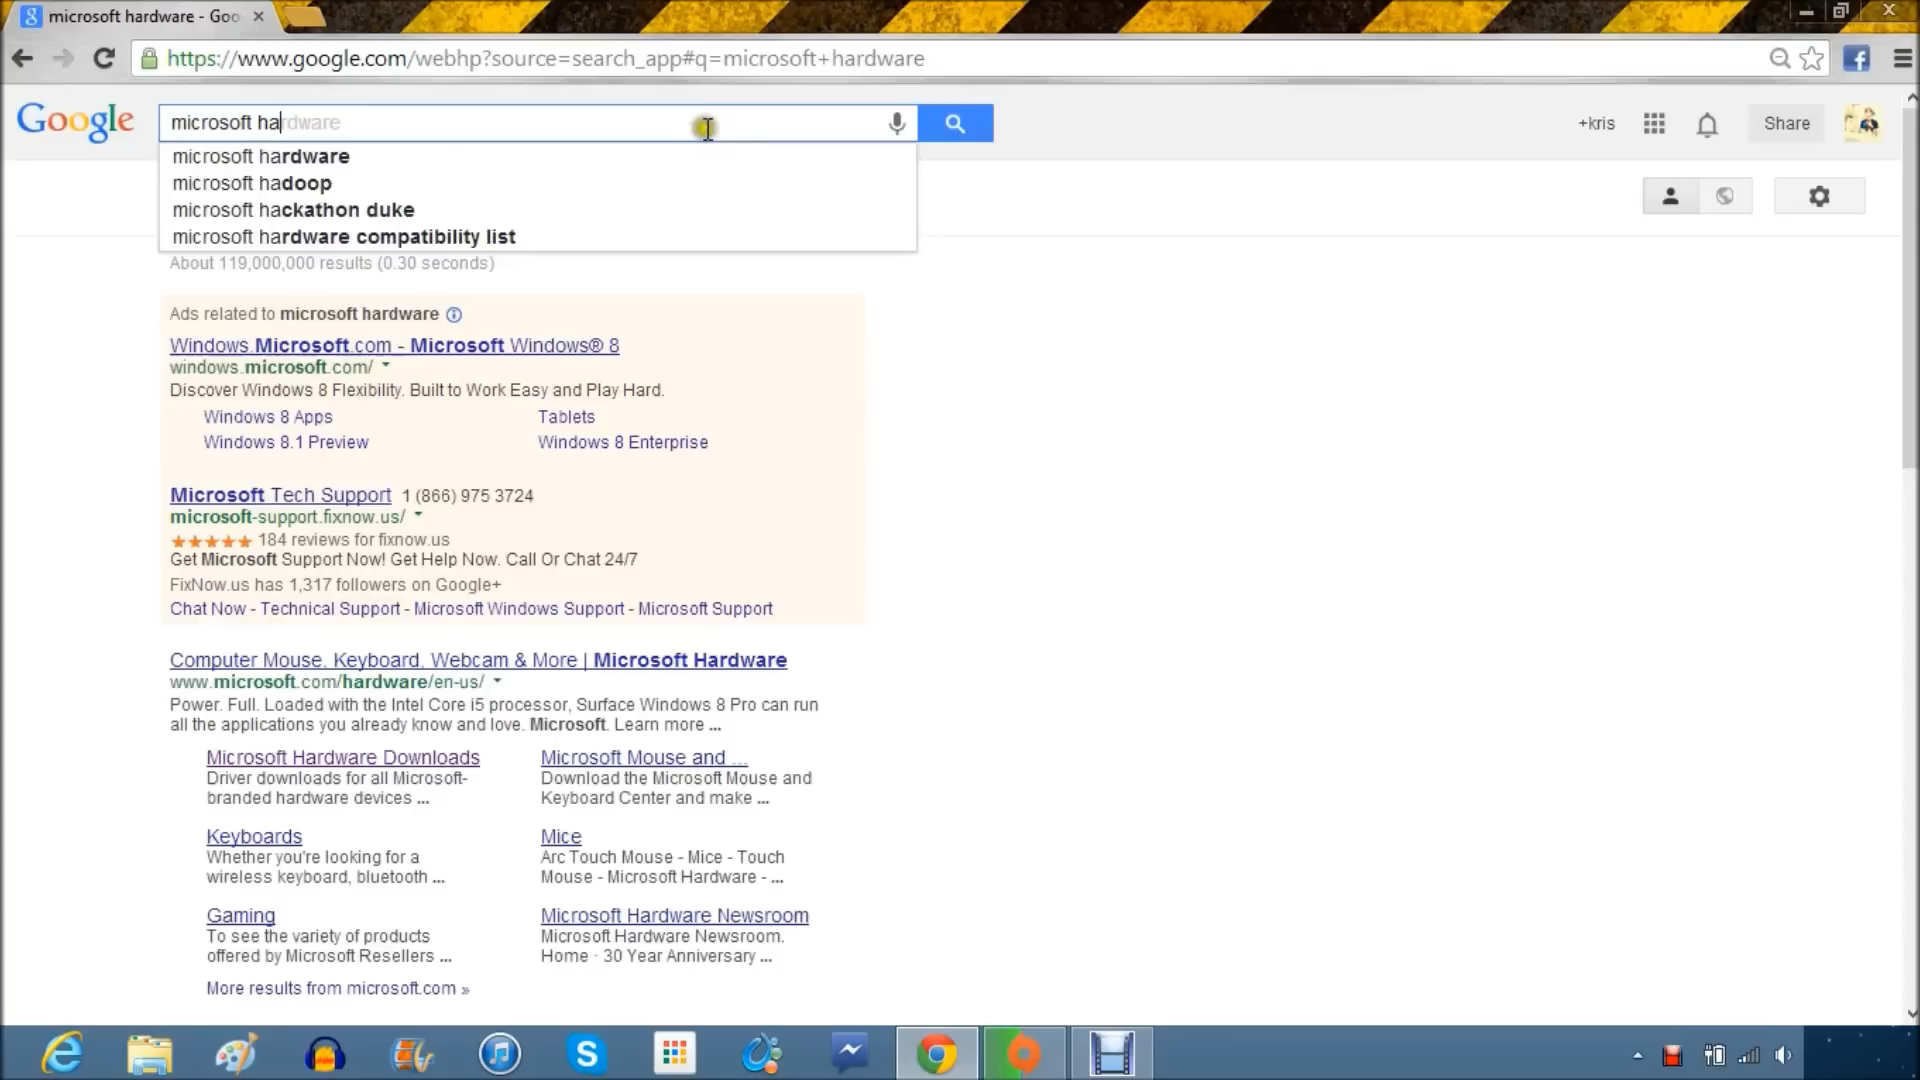 microsoft hardware - Goo
https://www.google.com/webhp?source=search_app#q=microsoft+hardware
Google
microsoft hardware
+kris
Share
microsoft hardware
microsoft hadoop
microsoft hackathon duke
microsoft hardware compatibility list
About 119,000,000 results (0.30 seconds)
Ads related to microsoft hardware
Windows.Microsoft.com - Microsoft Windows® 8
windows.microsoft.com/
Discover Windows 8 Flexibility. Built to Work Easy and Play Hard.
Windows 8 Apps
Tablets
Windows 8.1 Preview
Windows 8 Enterprise
Microsoft Tech Support 1 (866) 975 3724
microsoft-support.fixnow.us/
184 reviews for fixnow.us
Get Microsoft Support Now! Get Help Now. Call Or Chat 24/7
FixNow.us has 1,317 followers on Google+
Chat Now - Technical Support - Microsoft Windows Support - Microsoft Support
Computer Mouse, Keyboard, Webcam & More | Microsoft Hardware
www.microsoft.com/hardware/en-us/
Power. Full. Loaded with the Intel Core i5 processor, Surface Windows 8 Pro can run
all the applications you already know and love. Microsoft. Learn more ...
Microsoft Hardware Downloads
Driver downloads for all Microsoft-
branded hardware devices ...
Microsoft Mouse and ...
Download the Microsoft Mouse and
Keyboard Center and make ...
Keyboards
Whether you're looking for a
wireless keyboard, bluetooth ...
Mice
Arc Touch Mouse - Mice - Touch
Mouse - Microsoft Hardware - ...
Gaming
To see the variety of products
offered by Microsoft Resellers ...
Microsoft Hardware Newsroom
Microsoft Hardware Newsroom.
Home · 30 Year Anniversary ...
More results from microsoft.com »